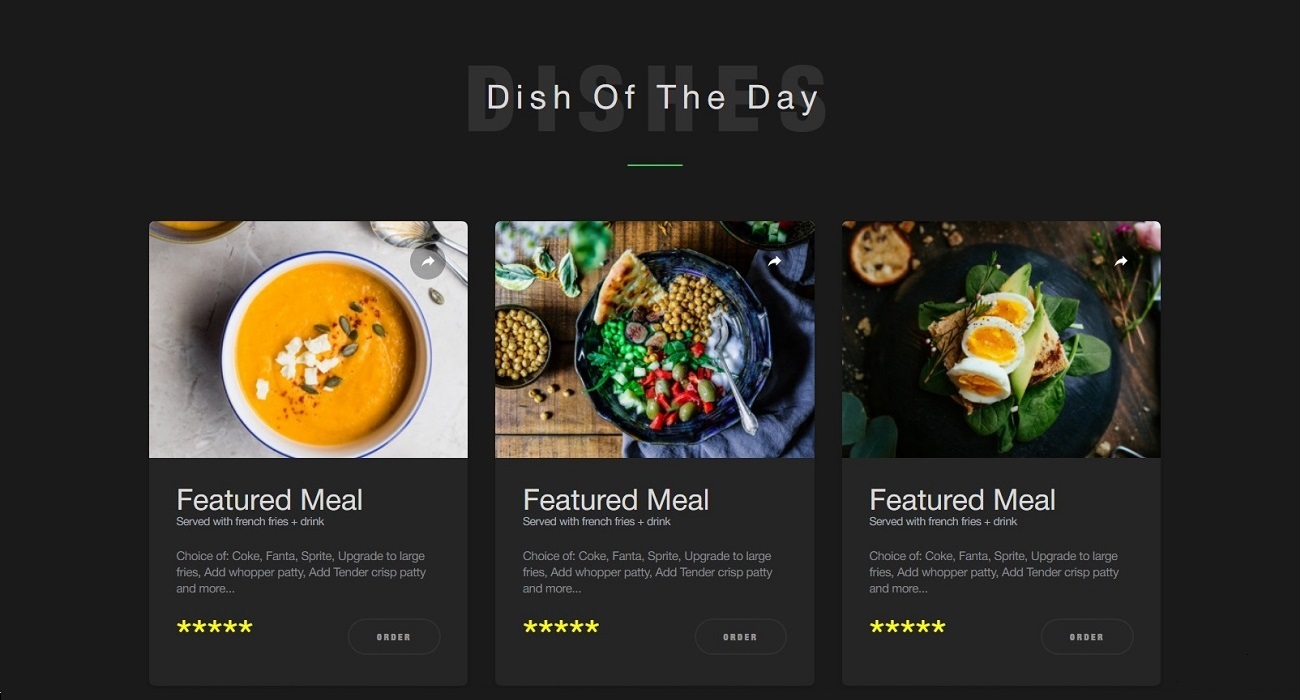 DISHES
Dish Of The Day
Featured Meal
Served with french fries + drink
Choice of: Coke, Fanta, Sprite, Upgrade to large
fries, Add whopper patty, Add Tender crisp patty
and more...
*****
ORDER
Featured Meal
Served with french fries + drink
Choice of: Coke, Fanta, Sprite, Upgrade to large
fries, Add whopper patty, Add Tender crisp patty
and more...
*****
ORDER
Featured Meal
Served with french fries + drink
Choice of: Coke, Fanta, Sprite, Upgrade to large
fries, Add whopper patty, Add Tender crisp patty
and more...
*****
ORDER